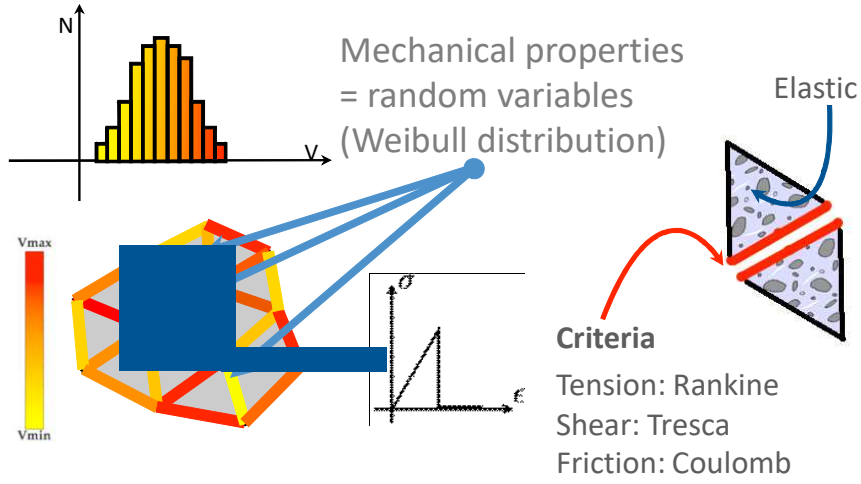 N
V
Mechanical properties
= random variables
(Weibull distribution)
Elastic
Vmax
Vmin
σ
ϵ
Criteria
Tension: Rankine
Shear: Tresca
Friction: Coulomb